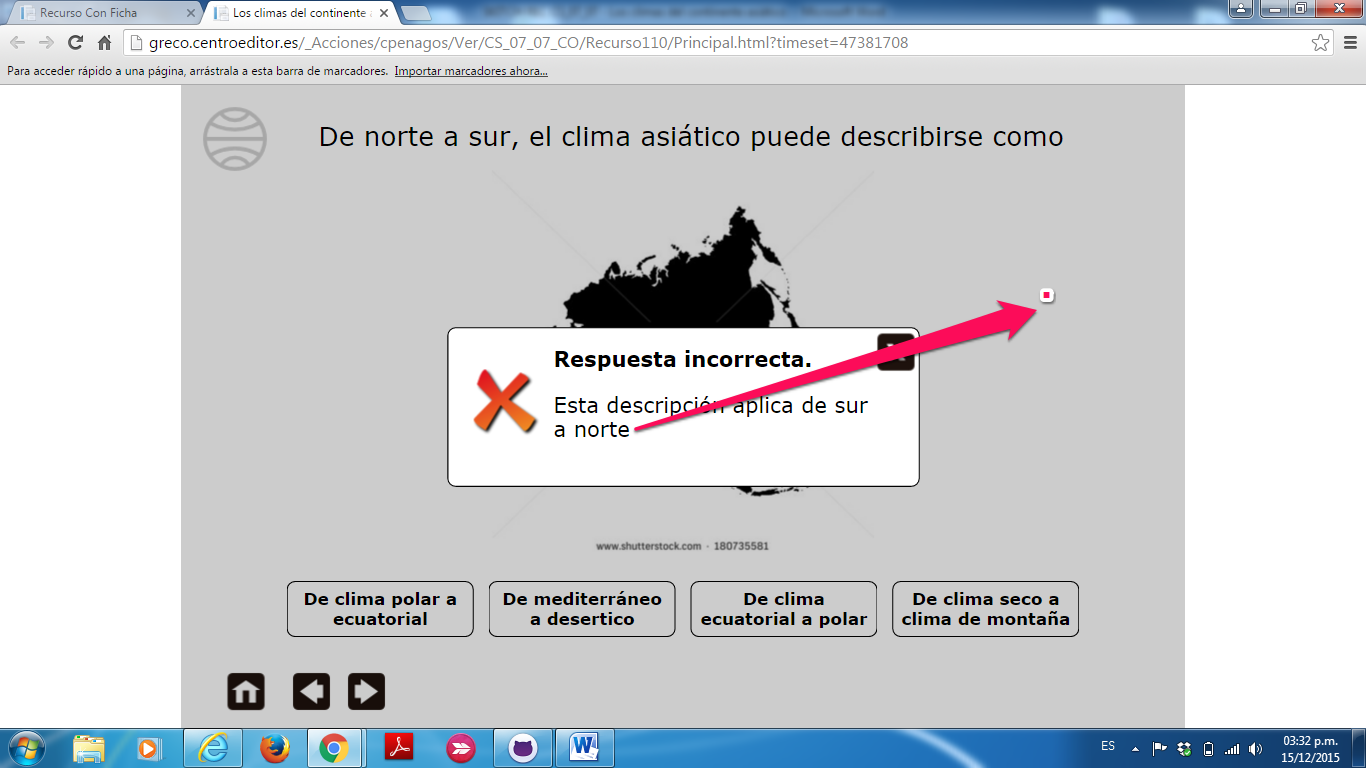 Recurso Con Ficha
Los climas del continente a
greco.centroeditor.es/_Acciones/cpenagos/Ver/CS_07_07_CO/Recurso110/Principal.html?timeset=47381708
Para acceder rápido a una página, arrástrala a esta barra de marcadores. Importar marcadores ahora...
De norte a sur, el clima asiático puede describirse como
Respuesta incorrecta.
Esta descripción aplica de sur
a norte
www.shutterstock.com · 180735581
De clima polar a
ecuatorial
De mediterráneo
a desertico
De clima
ecuatorial a polar
De clima seco a
clima de montaña
ES
03:32 p.m.
15/12/2015